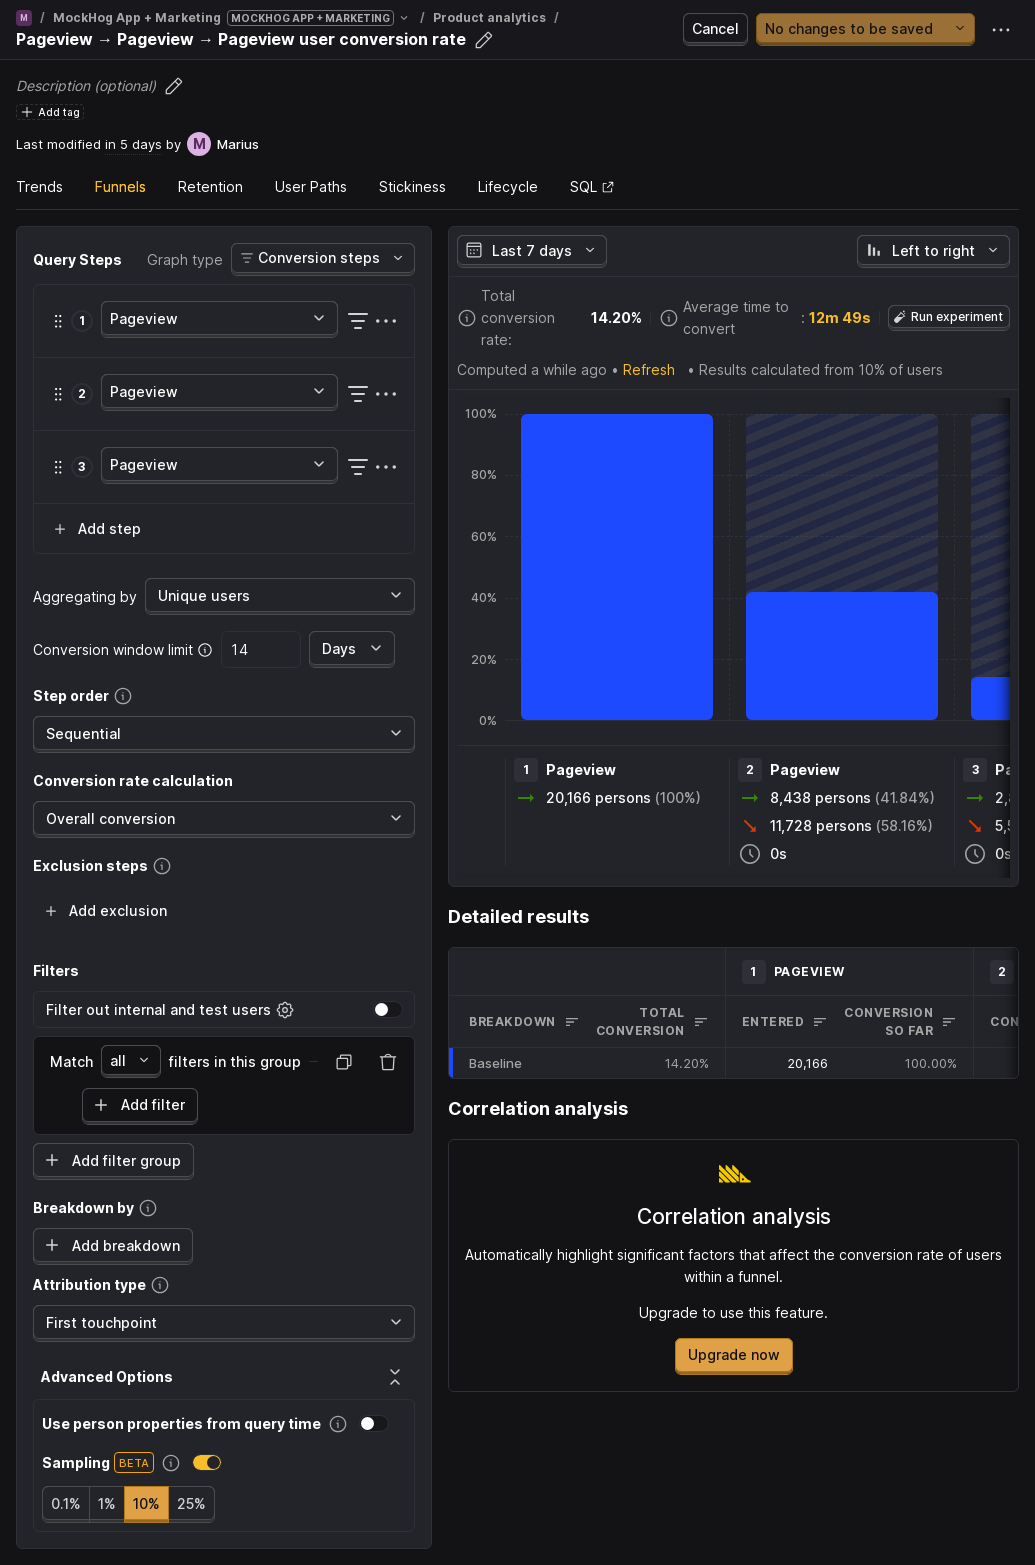 M / MockHog App + Marketing MOCKHOG APP + MARKETING / Product analytics /
Pageview → Pageview → Pageview user conversion rate
Cancel
No changes to be saved
Description (optional)
Add tag
Last modified in 5 days by M Marius
Trends Funnels Retention User Paths Stickiness Lifecycle SQL
Query Steps Graph type Conversion steps
1 Pageview
2 Pageview
3 Pageview
Add step
Aggregating by Unique users
Conversion window limit 14 Days
Step order
Sequential
Conversion rate calculation
Overall conversion
Exclusion steps
Add exclusion
Filters
Filter out internal and test users
Match all filters in this group
Add filter
Add filter group
Breakdown by
Add breakdown
Attribution type
First touchpoint
Advanced Options
Use person properties from query time
Sampling BETA
0.1% 1% 10% 25%
Last 7 days Left to right
Total conversion rate: 14.20%
Average time to convert : 12m 49s
Run experiment
Computed a while ago • Refresh • Results calculated from 10% of users
100%
80%
60%
40%
20%
0%
1 Pageview
20,166 persons (100%)
2 Pageview
8,438 persons (41.84%)
11,728 persons (58.16%)
0s
3 Pa
2,
5,
0s
Detailed results
1 PAGEVIEW 2
BREAKDOWN TOTAL CONVERSION ENTERED CONVERSION SO FAR CON
Baseline 14.20% 20,166 100.00%
Correlation analysis
Correlation analysis
Automatically highlight significant factors that affect the conversion rate of users
within a funnel.
Upgrade to use this feature.
Upgrade now